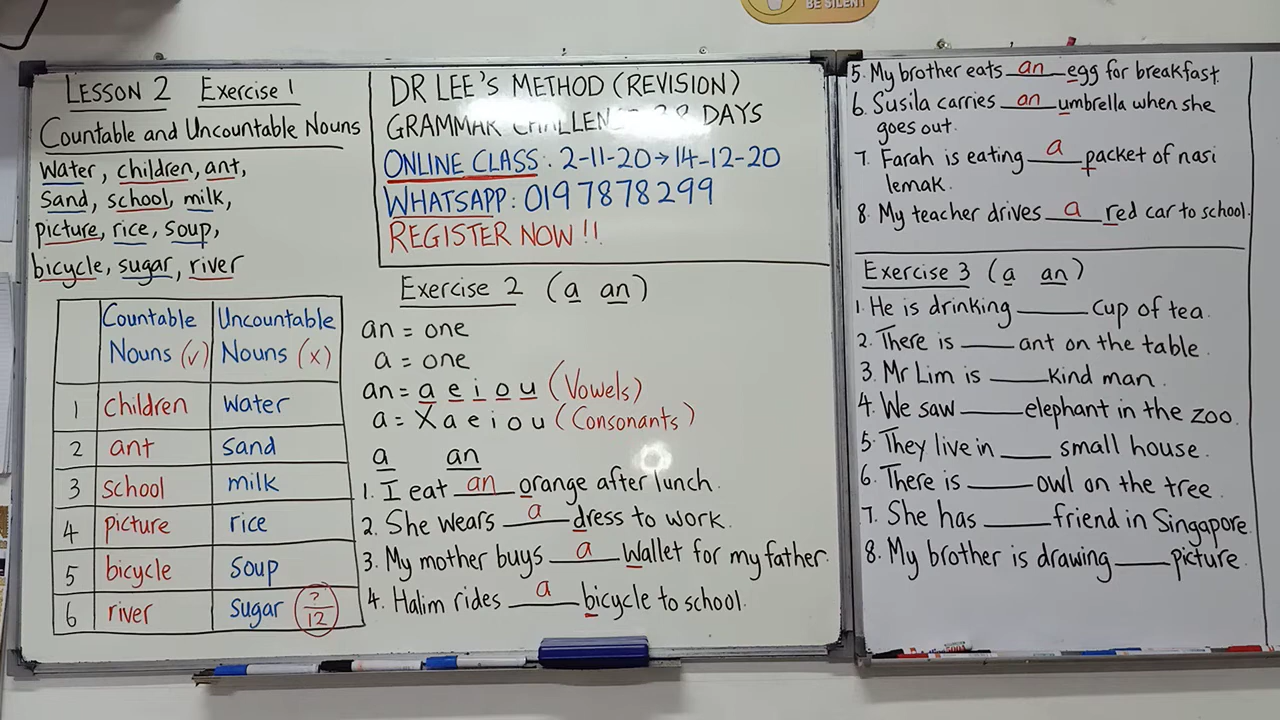 BE SILENT
LESSON 2 Exercise 1
Countable and Uncountable Nouns
Water, children, ant,
Sand, school, milk,
picture, rice, soup,
bicycle, sugar, river
Countable Nouns (v) Uncountable Nouns (x)
1 children water
2 ant sand
3 school milk
4 picture rice
5 bicycle soup
6 river sugar ?/12
DR LEE'S METHOD (REVISION)
GRAMMAR DAYS
ONLINE CLASS : 2-11-20→14-12-20
WHATSAPP : 0197878299
REGISTER NOW !!
Exercise 2 (a an)
an = one
a = one
an = a e i o u (Vowels)
a = X a e i o u (Consonants)
a an
1. I eat an orange after lunch.
2. She wears a dress to work.
3. My mother buys a wallet for my father.
4. Halim rides a bicycle to school.
5. My brother eats an egg for breakfast
6. Susila carries an umbrella when she
goes out.
7. Farah is eating a packet of nasi
lemak.
8. My teacher drives a red car to school.
Exercise 3 (a an)
1. He is drinking ____ cup of tea.
2. There is ____ ant on the table.
3. Mr Lim is ____ kind man.
4. We saw ____ elephant in the zoo.
5. They live in ____ small house.
6. There is ____ owl on the tree.
7. She has ____ friend in Singapore.
8. My brother is drawing ____ picture.